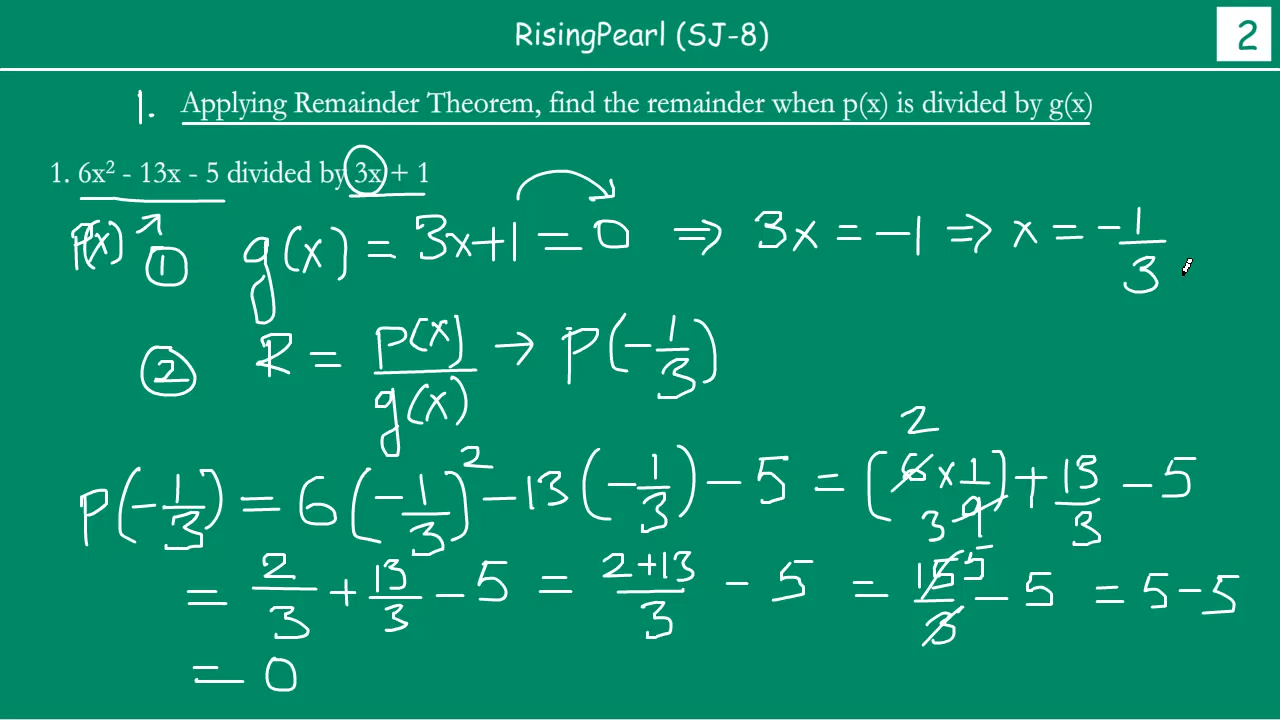 RisingPearl (SJ-8)
2
1. Applying Remainder Theorem, find the remainder when p(x) is divided by g(x)
1. 6x² - 13x - 5 divided by 3x + 1
P(x) ① g(x) = 3x+1 = 0 ⇒ 3x = -1 ⇒ x = -1/3
② R = P(x)/g(x) → P(-1/3)
P(-1/3) = 6(-1/3)² - 13(-1/3) - 5 = (6 2 × 1/9 3) + 13/3 - 5
= 2/3 + 13/3 - 5 = 2+13/3 - 5 = 15 5/3 - 5 = 5 - 5
= 0